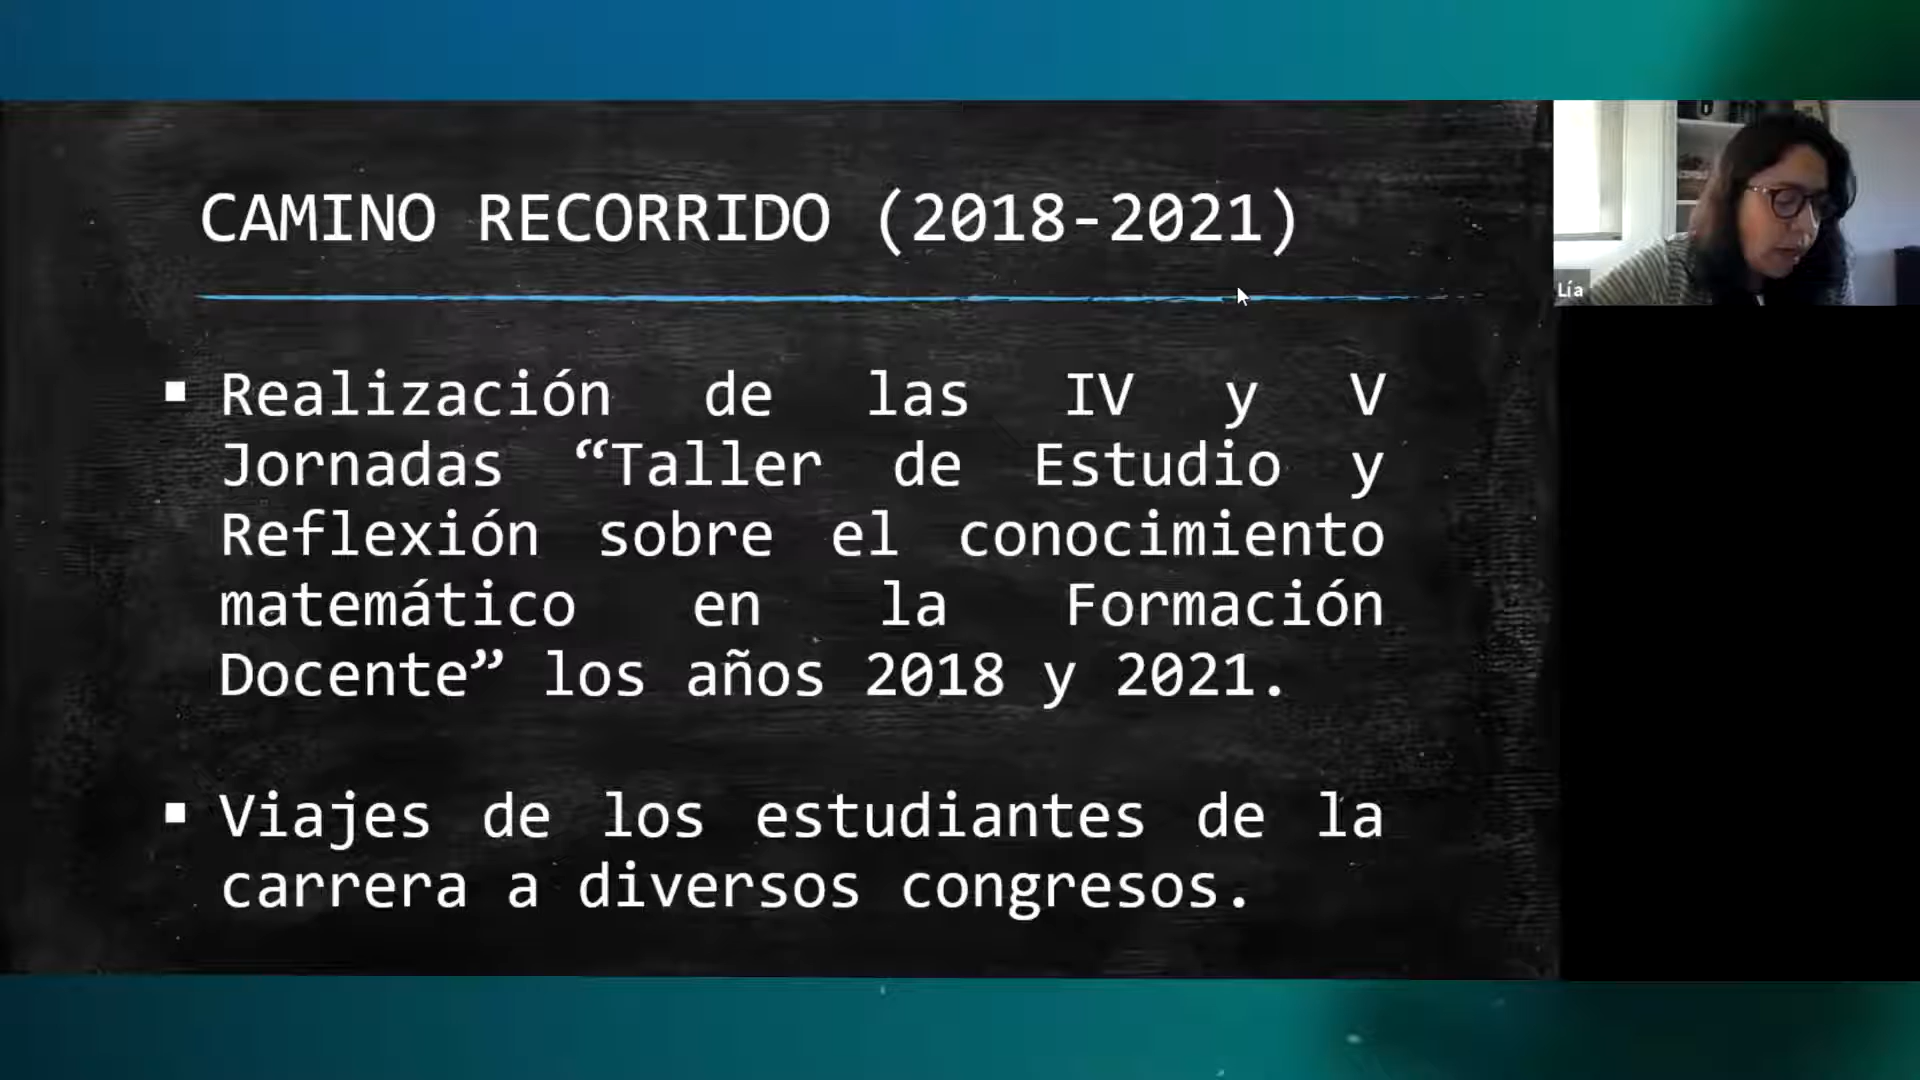 CAMINO RECORRIDO (2018-2021)
Lía
▪ Realización de las IV y V
Jornadas “Taller de Estudio y
Reflexión sobre el conocimiento
matemático en la Formación
Docente” los años 2018 y 2021.
▪ Viajes de los estudiantes de la
carrera a diversos congresos.